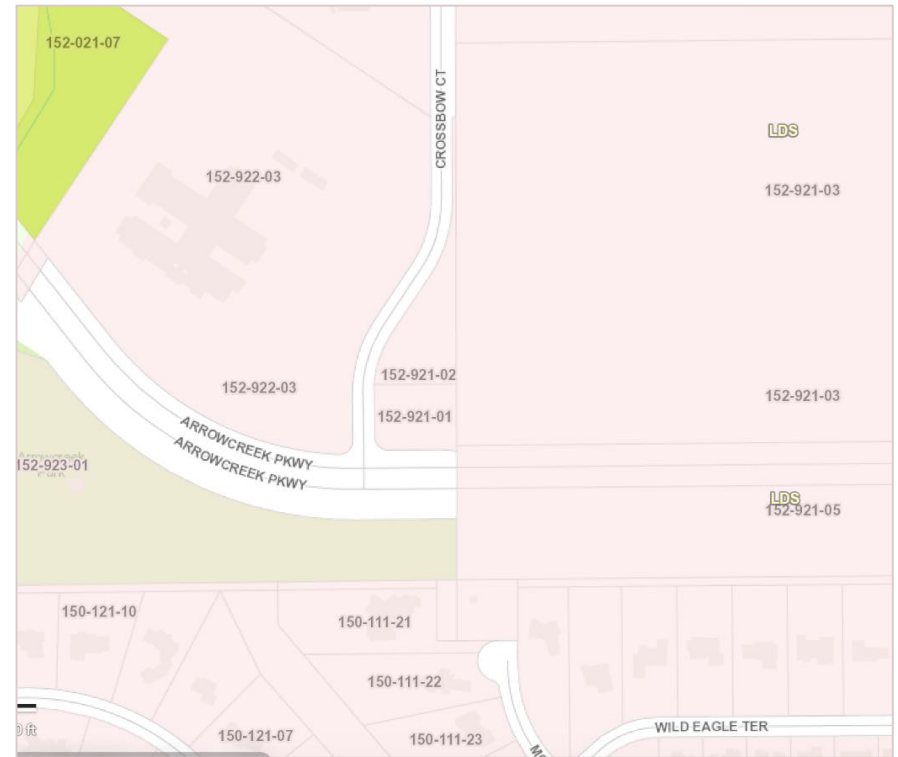 152-021-07
CROSSBOW CT
LDS
152-922-03
152-921-03
152-921-02
152-922-03
152-921-03
152-921-01
ARROWCREEK PKWY
ARROWCREEK PKWY
152-923-01
LDS
152-921-05
150-121-10
150-111-21
150-111-22
WILD EAGLE TER
150-121-07
150-111-23
ft